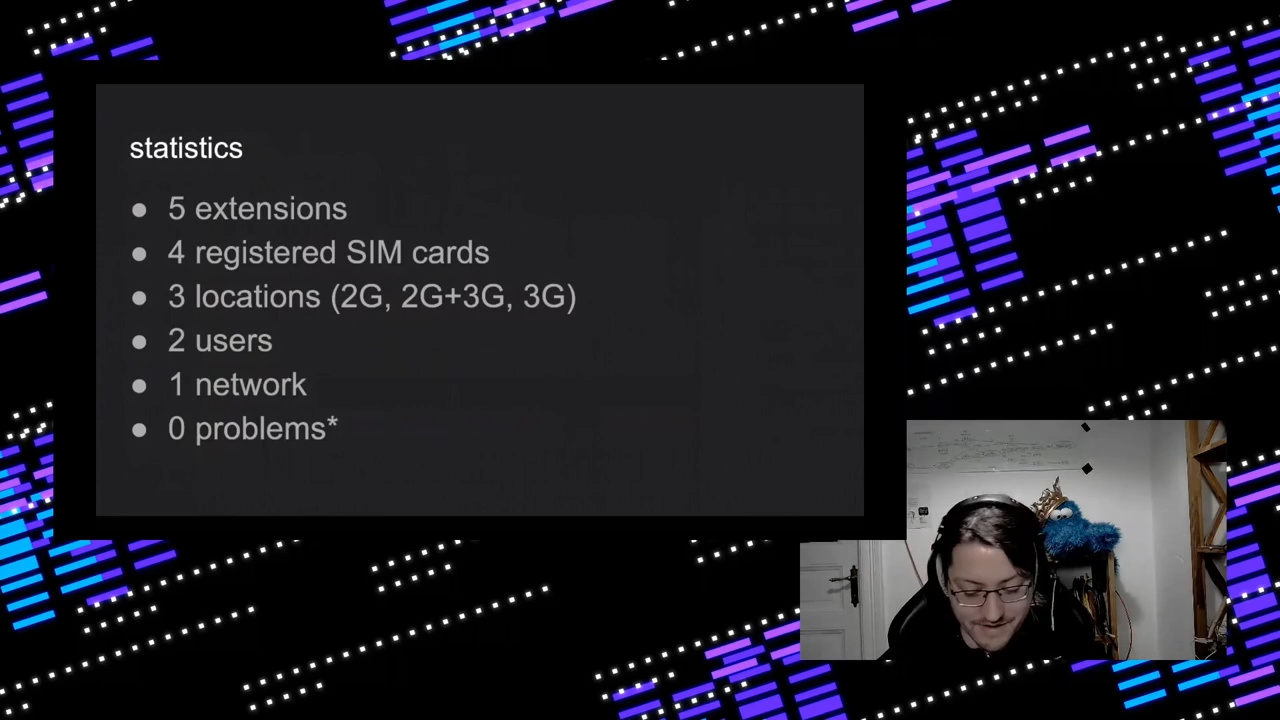 statistics
● 5 extensions
● 4 registered SIM cards
● 3 locations (2G, 2G+3G, 3G)
● 2 users
● 1 network
● 0 problems*